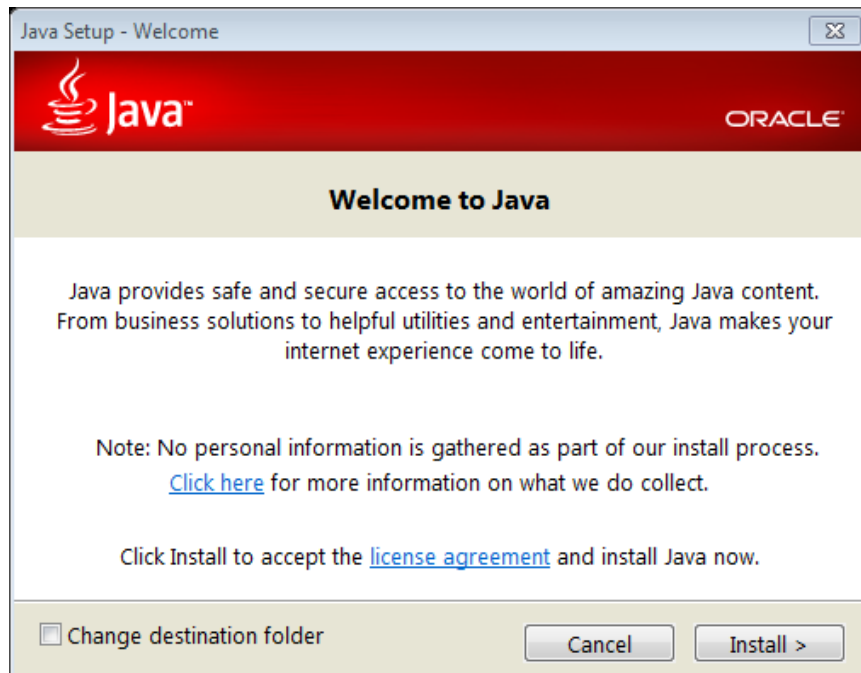 Java Setup - Welcome
Java™
ORACLE
Welcome to Java
Java provides safe and secure access to the world of amazing Java content.
From business solutions to helpful utilities and entertainment, Java makes your
internet experience come to life.
Note: No personal information is gathered as part of our install process.
Click here for more information on what we do collect.
Click Install to accept the license agreement and install Java now.
Change destination folder
Cancel
Install >